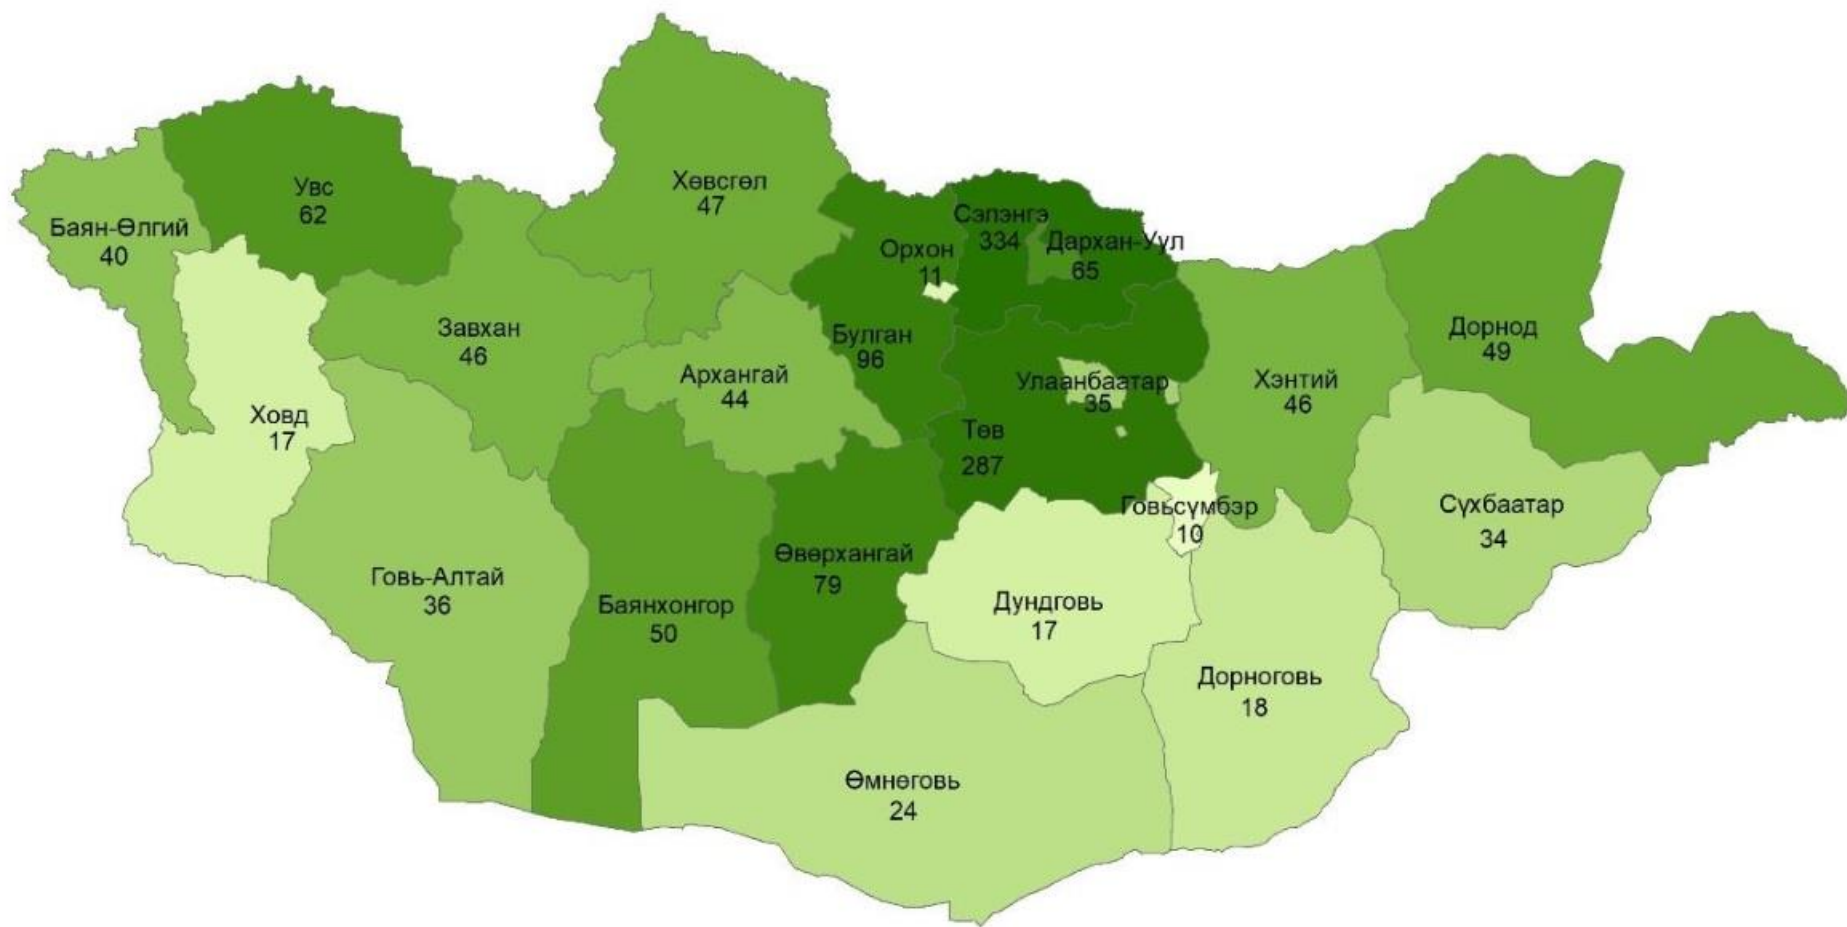 Хөвсгөл
47
Увс
62
Баян-Өлгий
40
Сэлэнгэ
334
Дархан-Уул
65
Орхон
11
Завхан
46
Булган
96
Дорнод
49
Архангай
44
Улаанбаатар
35
Хэнтий
46
Ховд
17
Төв
287
Говьсүмбэр
10
Сүхбаатар
34
Өвөрхангай
79
Говь-Алтай
36
Баянхонгор
50
Дундговь
17
Дорноговь
18
Өмнөговь
24